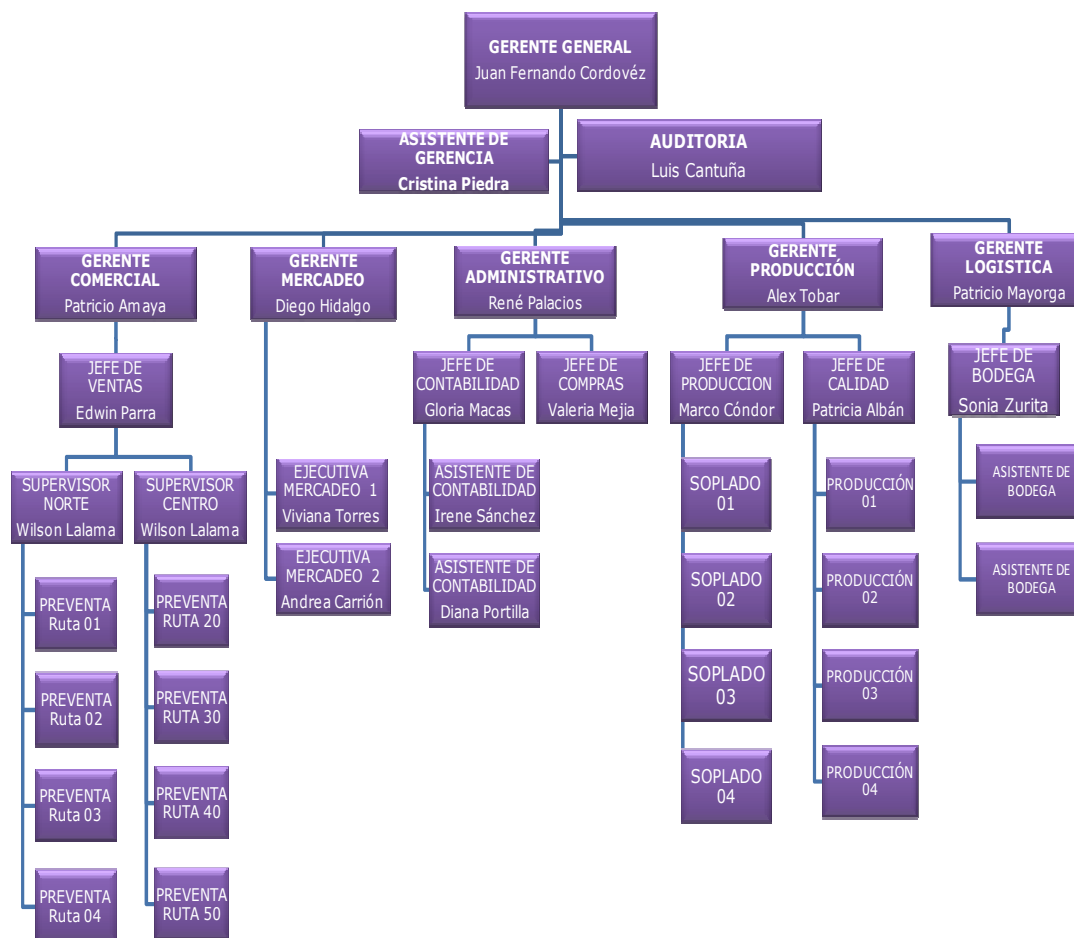 GERENTE GENERAL
Juan Fernando Cordovéz
ASISTENTE DE
GERENCIA
Cristina Piedra
AUDITORIA
Luis Cantuña
GERENTE
COMERCIAL
Patricio Amaya
GERENTE
MERCADEO
Diego Hidalgo
GERENTE
ADMINISTRATIVO
René Palacios
GERENTE
PRODUCCIÓN
Alex Tobar
GERENTE
LOGISTICA
Patricio Mayorga
JEFE DE
VENTAS
Edwin Parra
JEFE DE
CONTABILIDAD
Gloria Macas
JEFE DE
COMPRAS
Valeria Mejia
JEFE DE
PRODUCCION
Marco Cóndor
JEFE DE
CALIDAD
Patricia Albán
JEFE DE
BODEGA
Sonia Zurita
SUPERVISOR
NORTE
Wilson Lalama
SUPERVISOR
CENTRO
Wilson Lalama
EJECUTIVA
MERCADEO 1
Viviana Torres
EJECUTIVA
MERCADEO 2
Andrea Carrión
ASISTENTE DE
CONTABILIDAD
Irene Sánchez
ASISTENTE DE
CONTABILIDAD
Diana Portilla
SOPLADO
01
SOPLADO
02
SOPLADO
03
SOPLADO
04
PRODUCCIÓN
01
PRODUCCIÓN
02
PRODUCCIÓN
03
PRODUCCIÓN
04
ASISTENTE DE
BODEGA
ASISTENTE DE
BODEGA
PREVENTA
Ruta 01
PREVENTA
Ruta 02
PREVENTA
Ruta 03
PREVENTA
Ruta 04
PREVENTA
RUTA 20
PREVENTA
RUTA 30
PREVENTA
RUTA 40
PREVENTA
RUTA 50